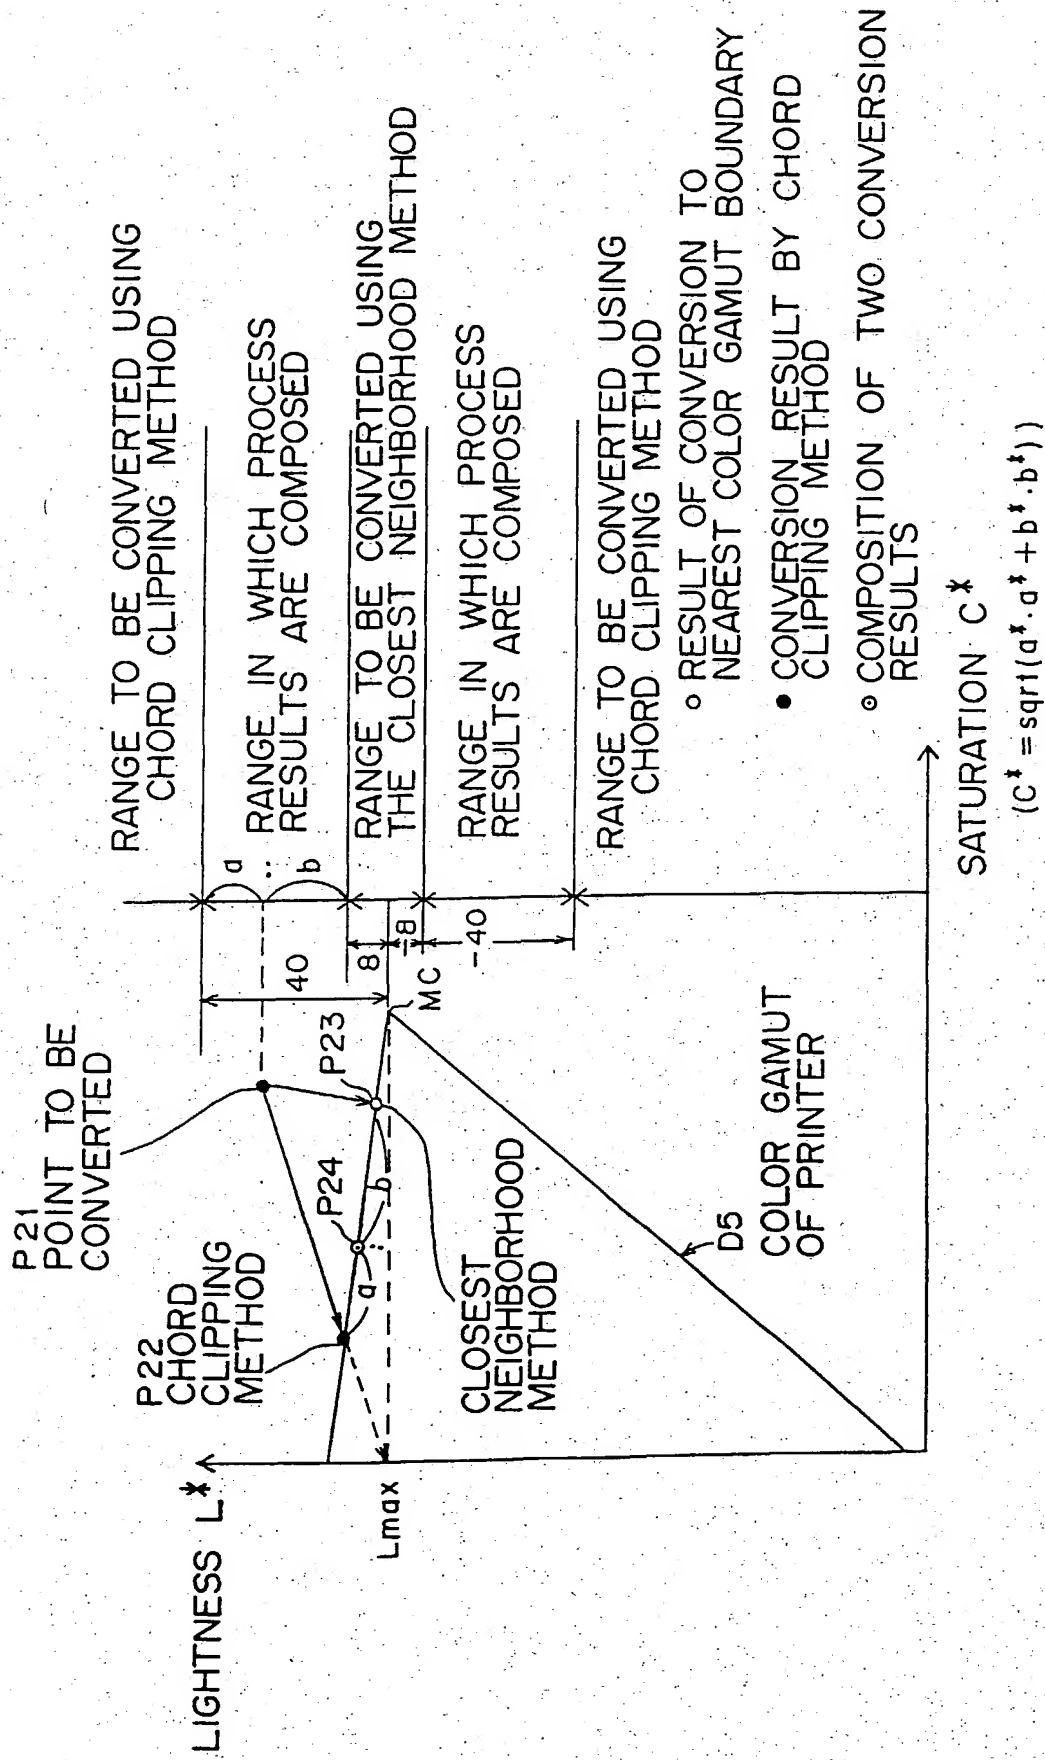 P21
POINT TO BE
CONVERTED
P22
CHORD
CLIPPING
METHOD
LIGHTNESS L*
Lmax
P24
P23
a
:
b
MC
CLOSEST
NEIGHBORHOOD
METHOD
D5
COLOR GAMUT
OF PRINTER
40
8
-8
-40
a
:
b
RANGE TO BE CONVERTED USING
CHORD CLIPPING METHOD
RANGE IN WHICH PROCESS
RESULTS ARE COMPOSED
RANGE TO BE CONVERTED USING
THE CLOSEST NEIGHBORHOOD METHOD
RANGE IN WHICH PROCESS
RESULTS ARE COMPOSED
RANGE TO BE CONVERTED USING
CHORD CLIPPING METHOD
○ RESULT OF CONVERSION TO
NEAREST COLOR GAMUT BOUNDARY
● CONVERSION RESULT BY CHORD
CLIPPING METHOD
⊙ COMPOSITION OF TWO CONVERSION
RESULTS
SATURATION C*
(C* = sqrt(a*·a* + b*·b*))